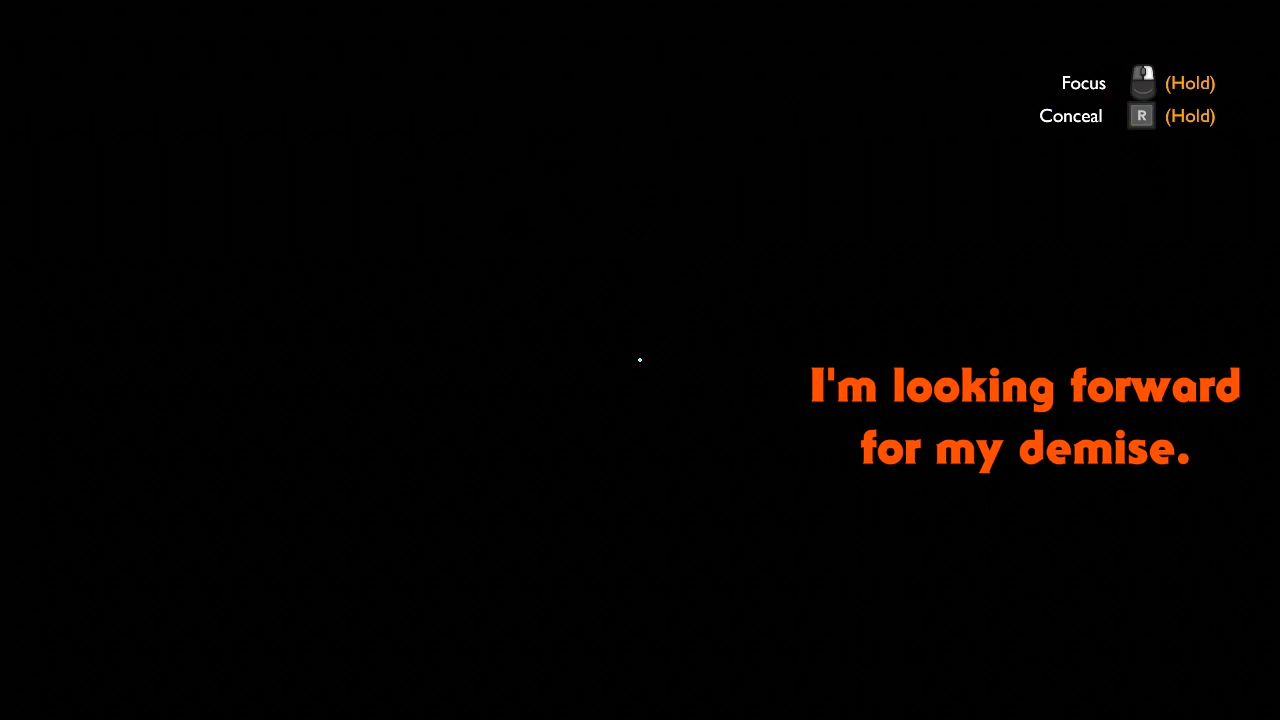 Focus (Hold)
Conceal R (Hold)
I'm looking forward
for my demise.